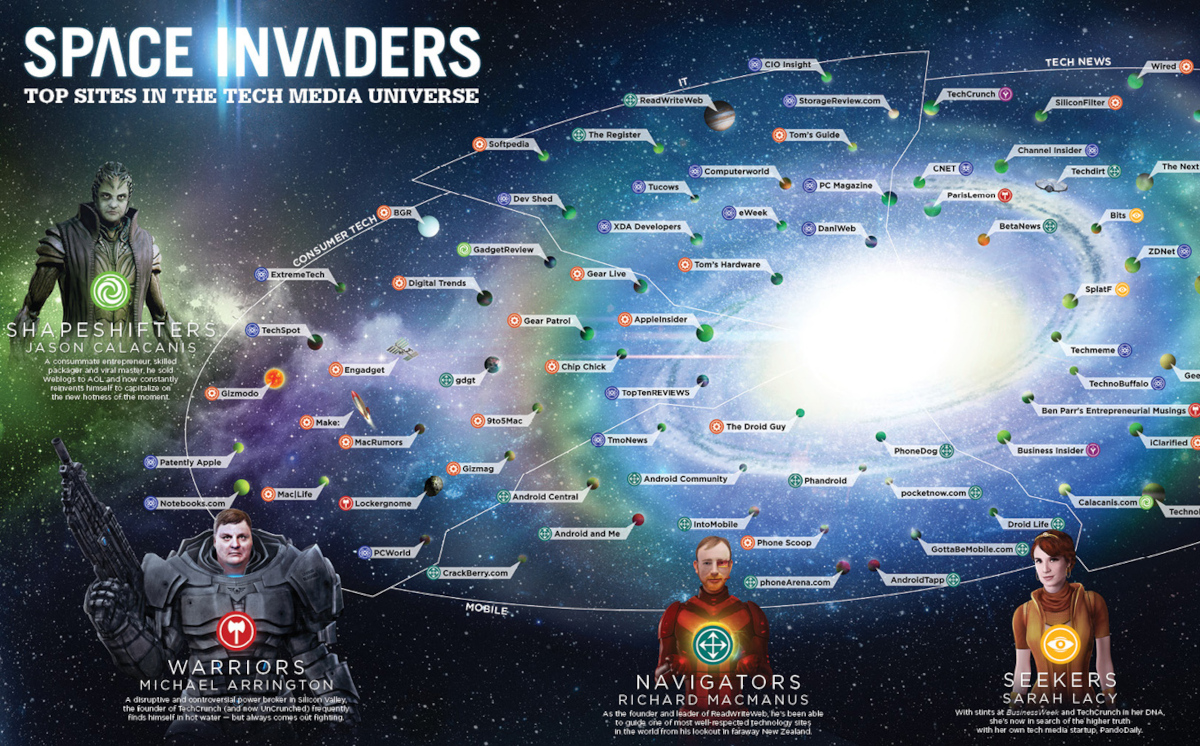 SPACE INVADERS
TOP SITES IN THE TECH MEDIA UNIVERSE
IT
TECH NEWS
CIO Insight
Wired
ReadWriteWeb
StorageReview.com
TechCrunch
SiliconFilter
The Register
Tom's Guide
Softpedia
Channel Insider
Computerworld
CNET
Techdirt
The Next
Tucows
PC Magazine
ParisLemon
Dev Shed
BGR
eWeek
Bits
XDA Developers
DaniWeb
BetaNews
CONSUMER TECH
GadgetReview
ZDNet
Tom's Hardware
ExtremeTech
Gear Live
Digital Trends
SplatF
Gear Patrol
AppleInsider
TechSpot
SHAPESHIFTERS
JASON CALACANIS
A consummate entrepreneur, skilled
packager and viral master, he sold
Weblogs to AOL and now constantly
reinvents himself to capitalize on
the new hotness of the moment.
Techmeme
Engadget
Chip Chick
gdgt
Gee
TechnoBuffalo
Gizmodo
TopTenREVIEWS
Ben Parr's Entrepreneurial Musings
Make:
9to5Mac
The Droid Guy
MacRumors
TmoNews
iClarified
PhoneDog
Business Insider
Patently Apple
Gizmag
Android Community
Phandroid
Mac|Life
Android Central
pocketnow.com
Notebooks.com
Lockergnome
Calacanis.com
Technol
IntoMobile
Droid Life
Android and Me
Phone Scoop
PCWorld
GottaBeMobile.com
CrackBerry.com
phoneArena.com
AndroidTapp
MOBILE
WARRIORS
MICHAEL ARRINGTON
A disruptive and controversial power broker in Silicon Valley,
the founder of TechCrunch (and now UnCrunched) frequently
finds himself in hot water — but always comes out fighting.
NAVIGATORS
RICHARD MACMANUS
As the founder and leader of ReadWriteWeb, he's been able
to guide one of most well-respected technology sites
in the world from his lookout in faraway New Zealand.
SEEKERS
SARAH LACY
With stints at BusinessWeek and TechCrunch in her DNA,
she's now in search of the higher truth
with her own tech media startup, PandoDaily.